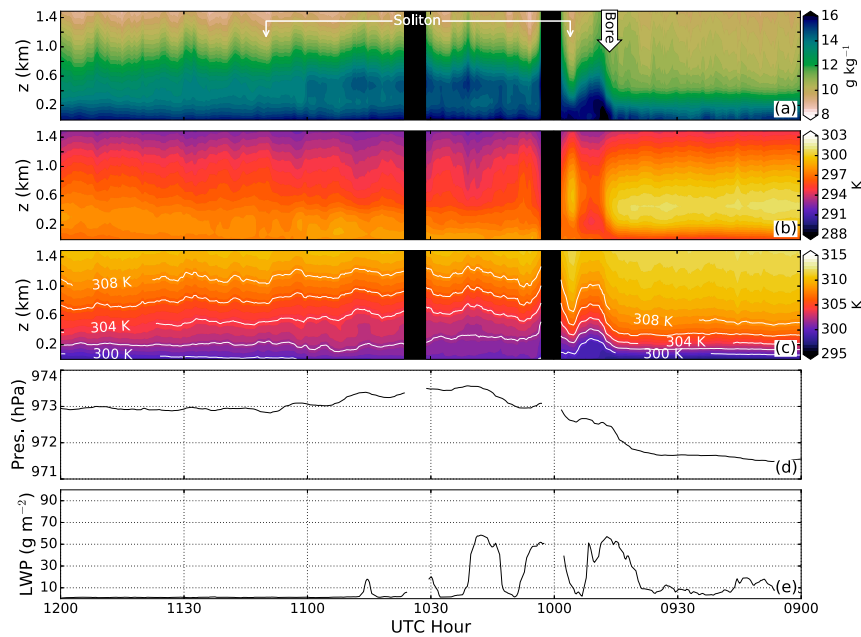 Soliton
Bore
1.4
1.0
0.6
0.2
z (km)
(a)
16
14
12
10
8
g kg⁻¹
1.4
1.0
0.6
0.2
z (km)
(b)
303
300
297
294
291
288
K
1.4
1.0
0.6
0.2
z (km)
308 K
304 K
300 K
308 K
304 K
300 K
(c)
315
310
305
300
295
K
974
973
972
971
Pres. (hPa)
(d)
90
70
50
30
10
LWP (g m⁻²)
(e)
1200
1130
1100
1030
1000
0930
0900
UTC Hour